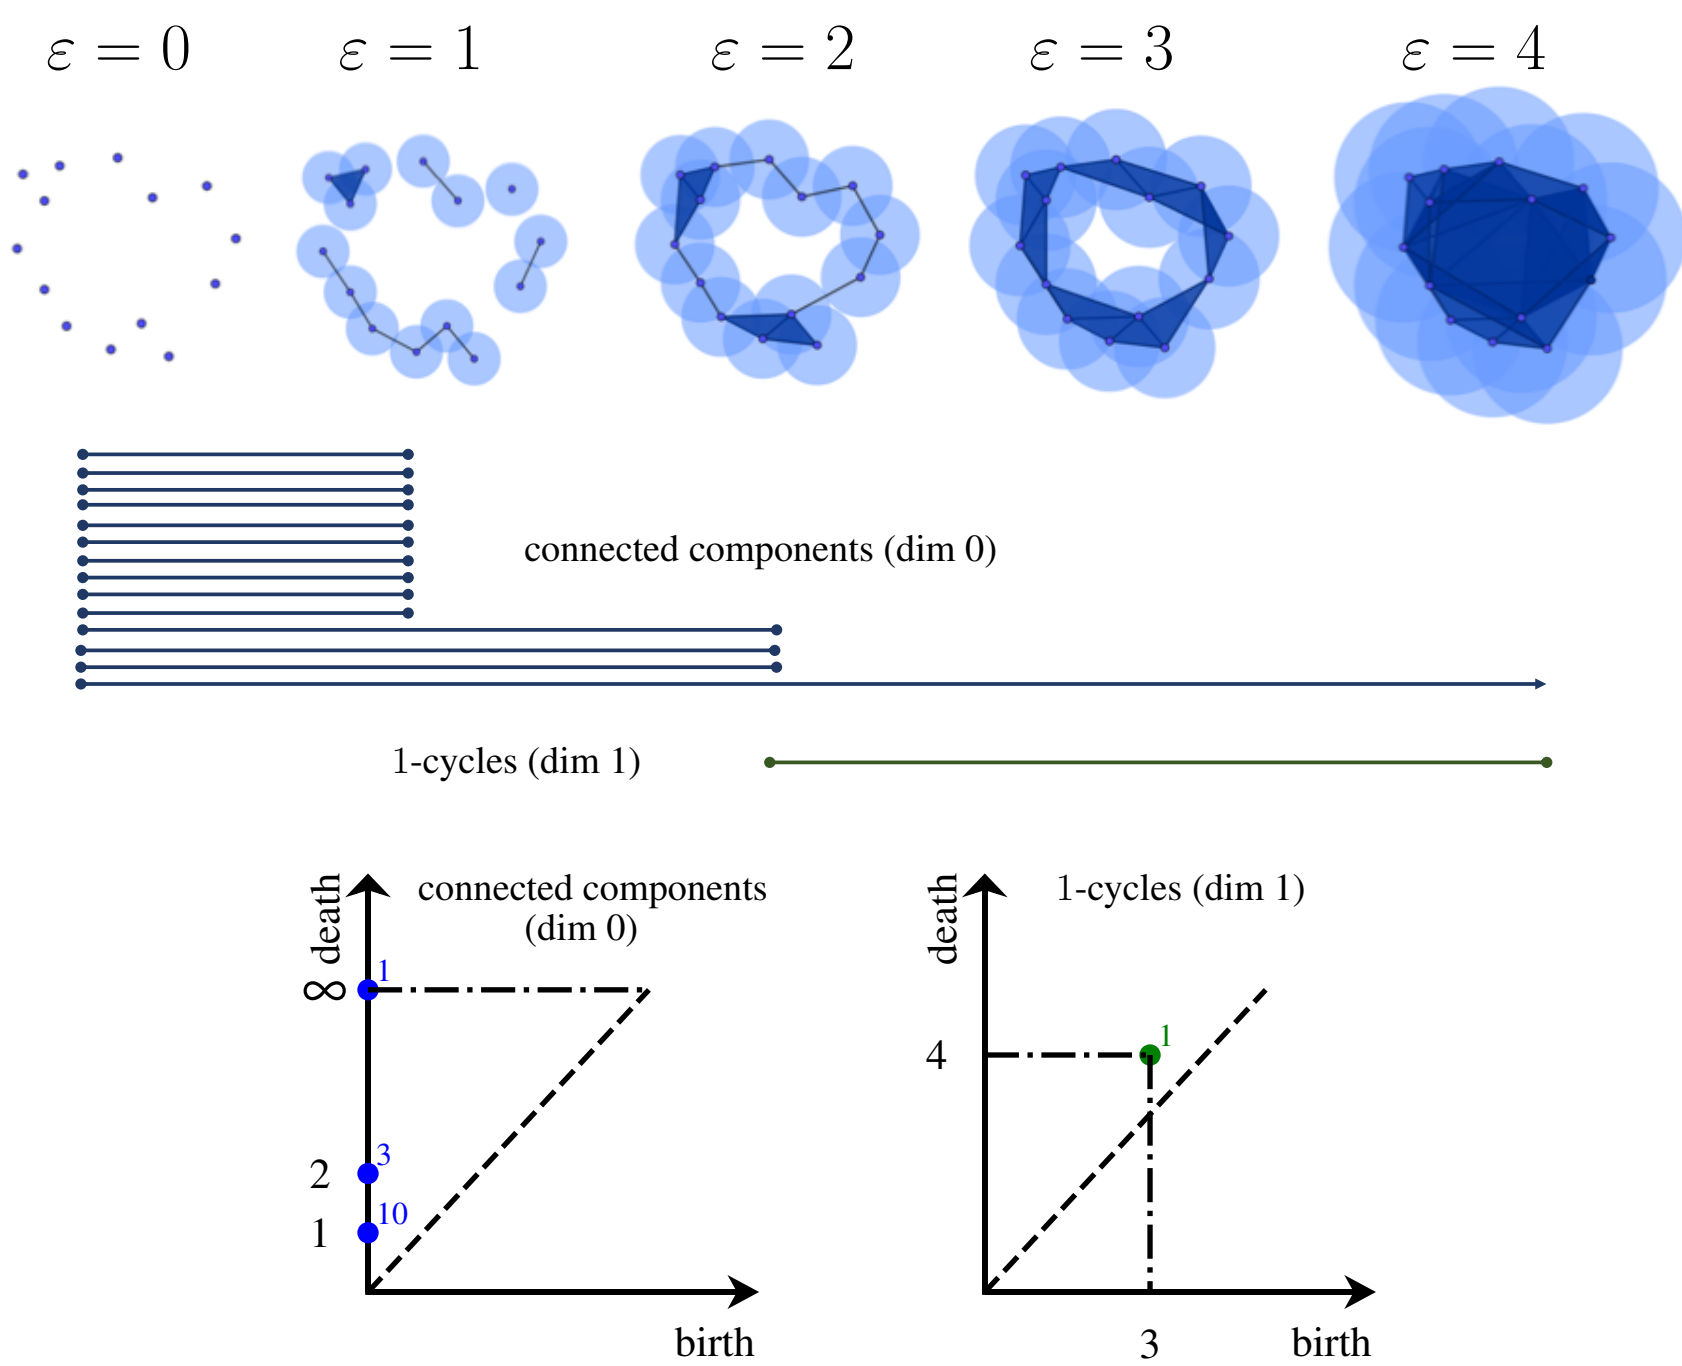 ε = 0 ε = 1 ε = 2 ε = 3 ε = 4
connected components (dim 0)
1-cycles (dim 1)
death
connected components
(dim 0)
∞
1
2
3
1
10
birth
death
1-cycles (dim 1)
4
1
3
birth